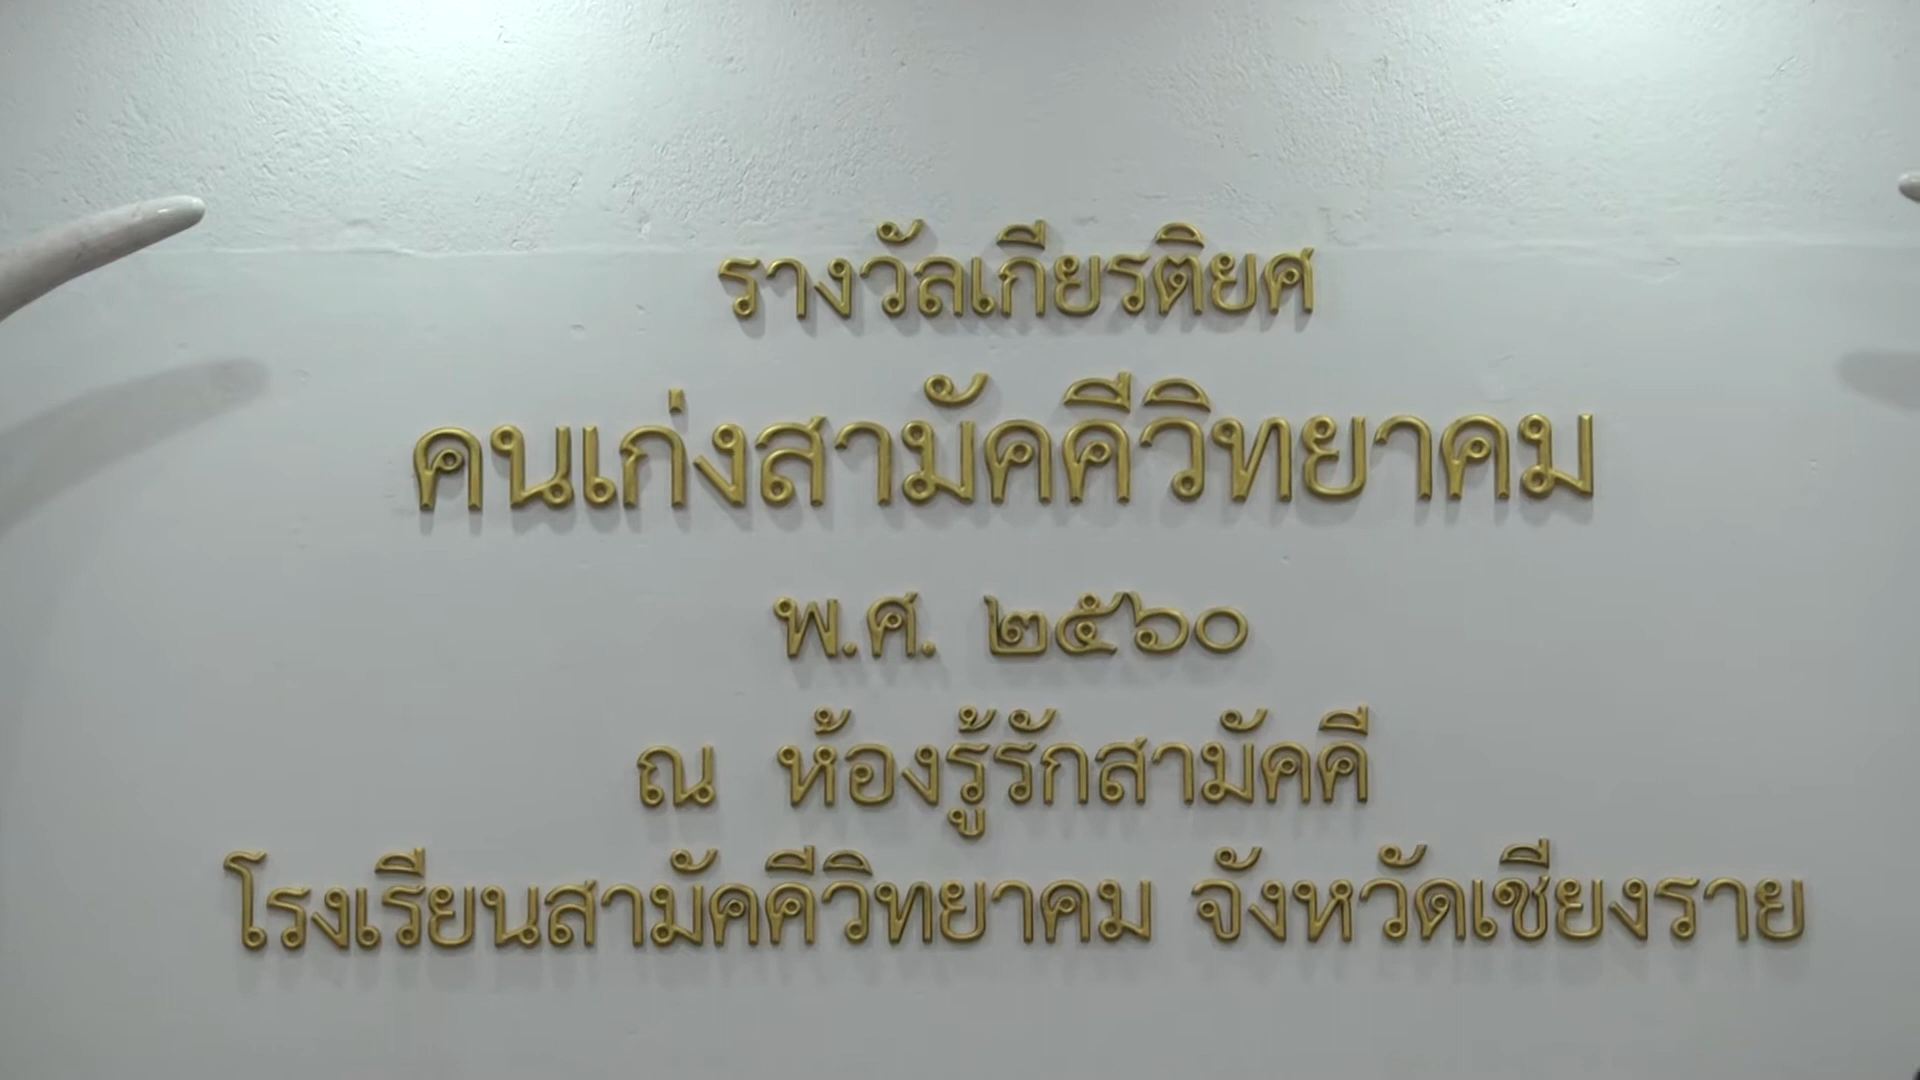 รางวัลเกียรติยศ
คนเก่งสามัคคีวิทยาคม
พ.ศ. ๒๕๖๐
ณ ห้องรู้รักสามัคคี
โรงเรียนสามัคคีวิทยาคม จังหวัดเชียงราย